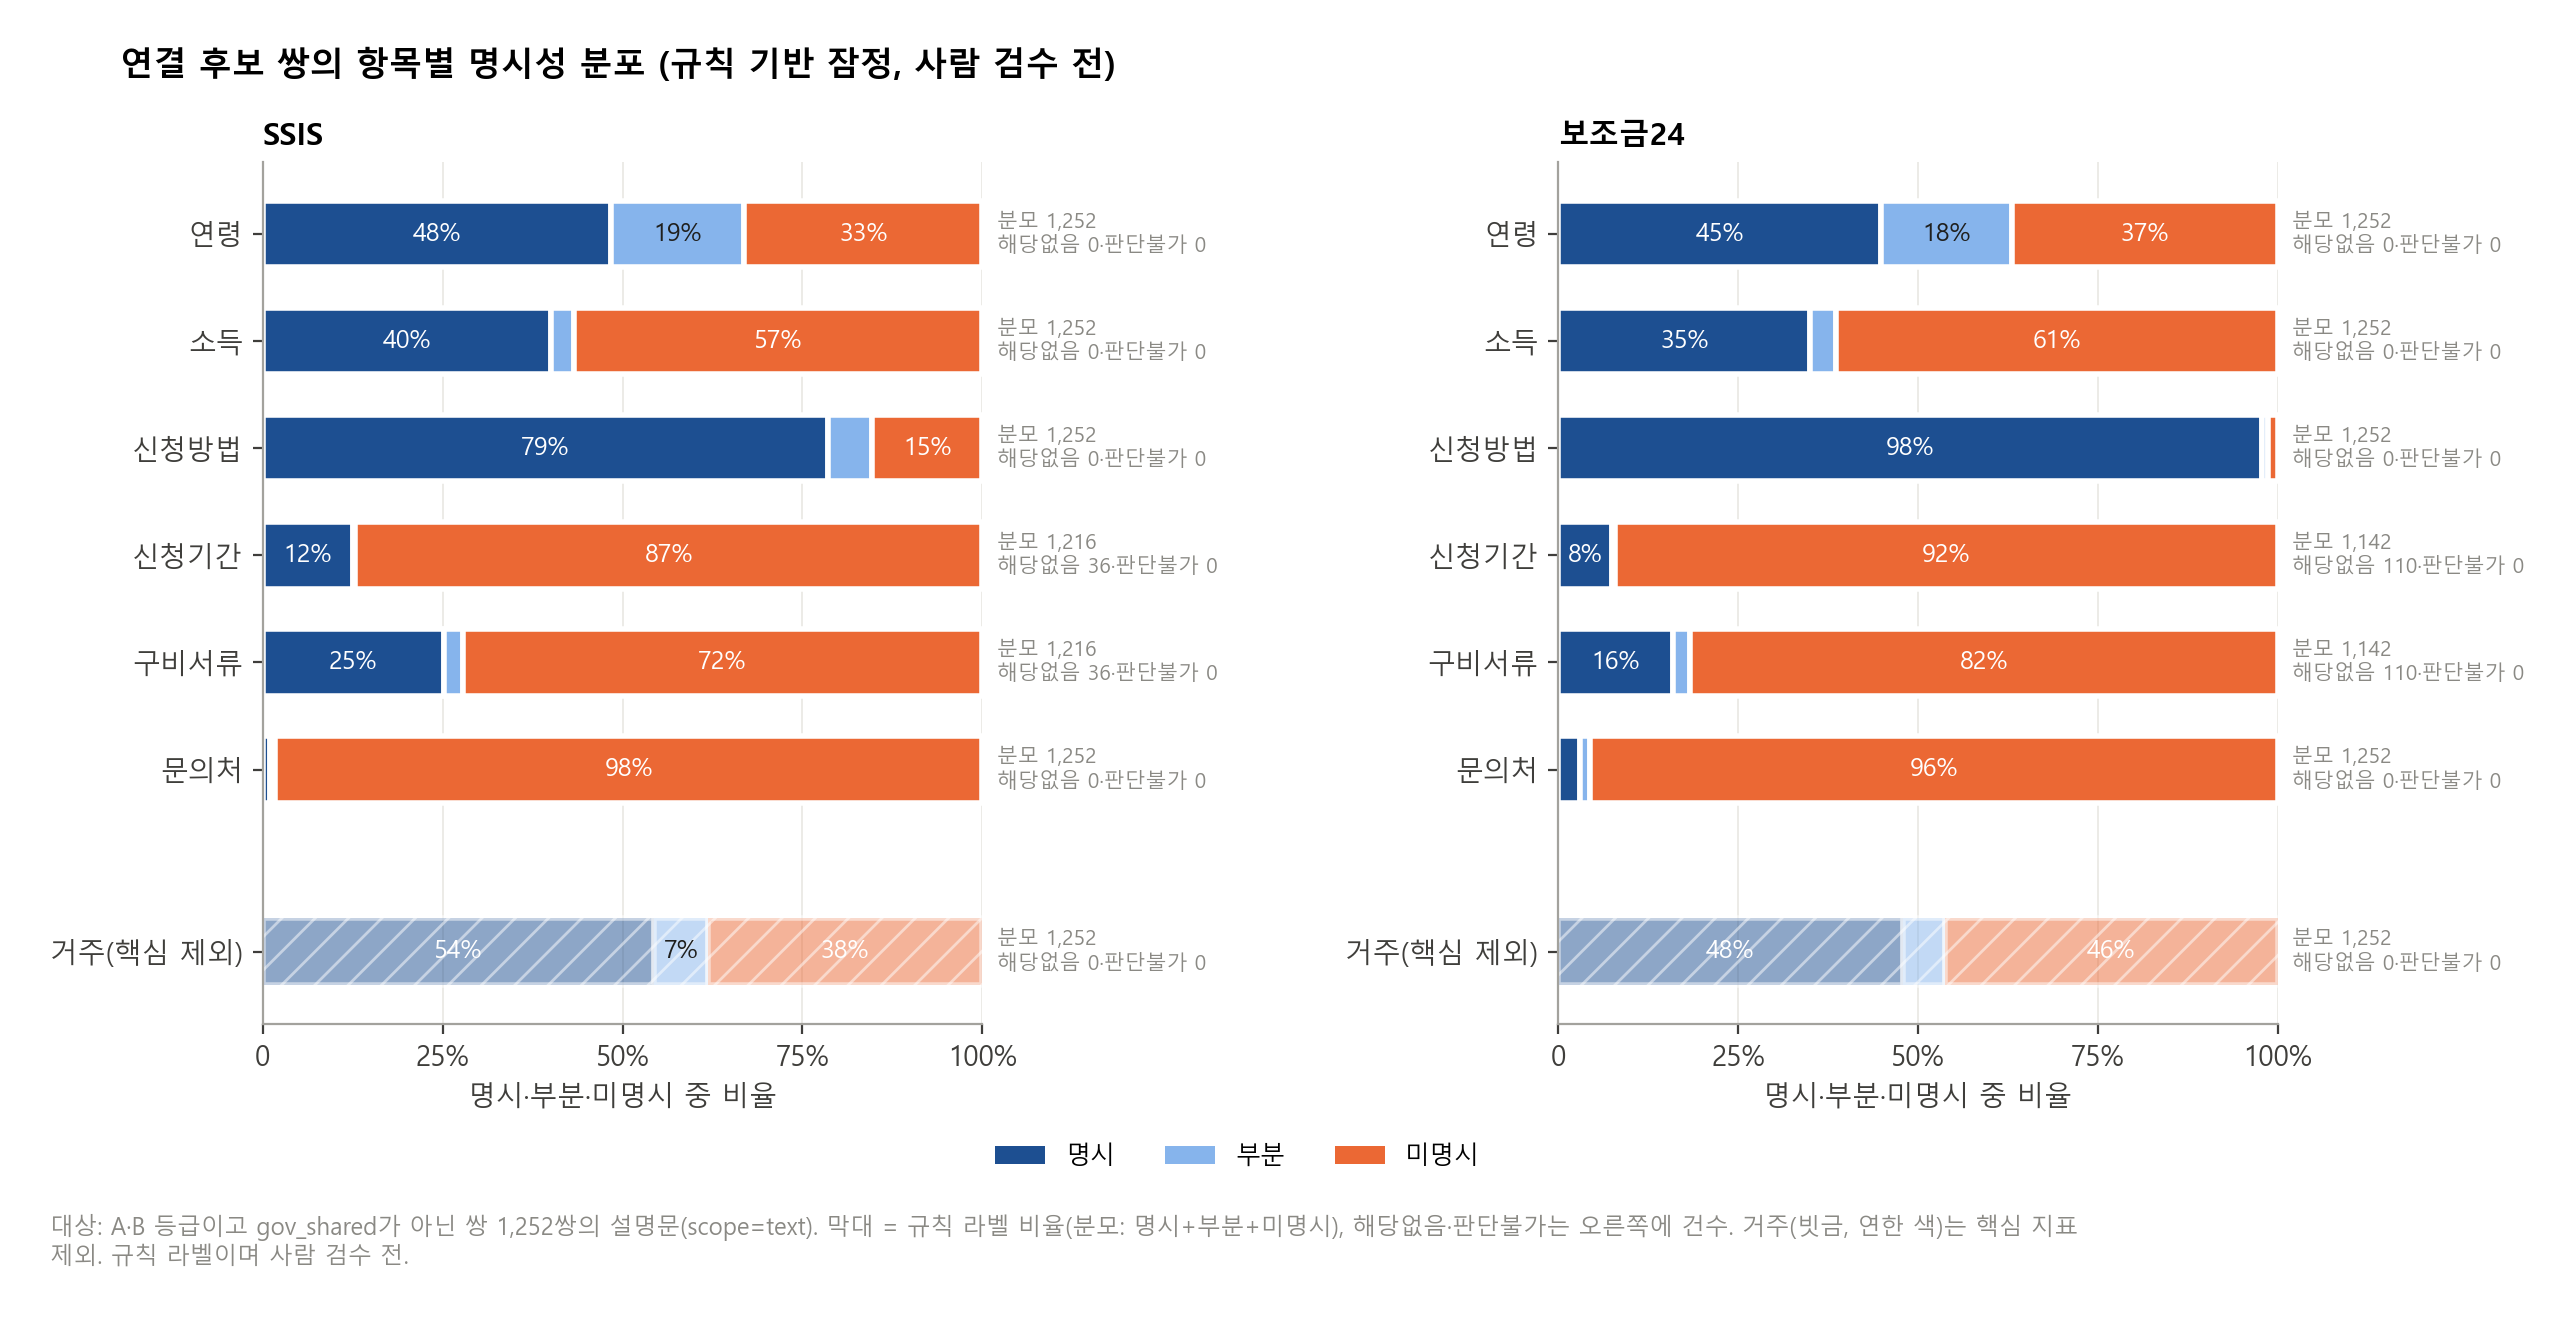 연결 후보 쌍의 항목별 명시성 분포 (규칙 기반 잠정, 사람 검수 전)
SSIS
연령
48%
19%
33%
분모 1,252
해당없음 0·판단불가 0
소득
40%
57%
분모 1,252
해당없음 0·판단불가 0
신청방법
79%
15%
분모 1,252
해당없음 0·판단불가 0
신청기간
12%
87%
분모 1,216
해당없음 36·판단불가 0
구비서류
25%
72%
분모 1,216
해당없음 36·판단불가 0
문의처
98%
분모 1,252
해당없음 0·판단불가 0
거주(핵심 제외)
54%
7%
38%
분모 1,252
해당없음 0·판단불가 0
0
25%
50%
75%
100%
명시·부분·미명시 중 비율
보조금24
연령
45%
18%
37%
분모 1,252
해당없음 0·판단불가 0
소득
35%
61%
분모 1,252
해당없음 0·판단불가 0
신청방법
98%
분모 1,252
해당없음 0·판단불가 0
신청기간
8%
92%
분모 1,142
해당없음 110·판단불가 0
구비서류
16%
82%
분모 1,142
해당없음 110·판단불가 0
문의처
96%
분모 1,252
해당없음 0·판단불가 0
거주(핵심 제외)
48%
46%
분모 1,252
해당없음 0·판단불가 0
0
25%
50%
75%
100%
명시·부분·미명시 중 비율
명시
부분
미명시
대상: A·B 등급이고 gov_shared가 아닌 쌍 1,252쌍의 설명문(scope=text). 막대 = 규칙 라벨 비율(분모: 명시+부분+미명시), 해당없음·판단불가는 오른쪽에 건수. 거주(빗금, 연한 색)는 핵심 지표
제외. 규칙 라벨이며 사람 검수 전.